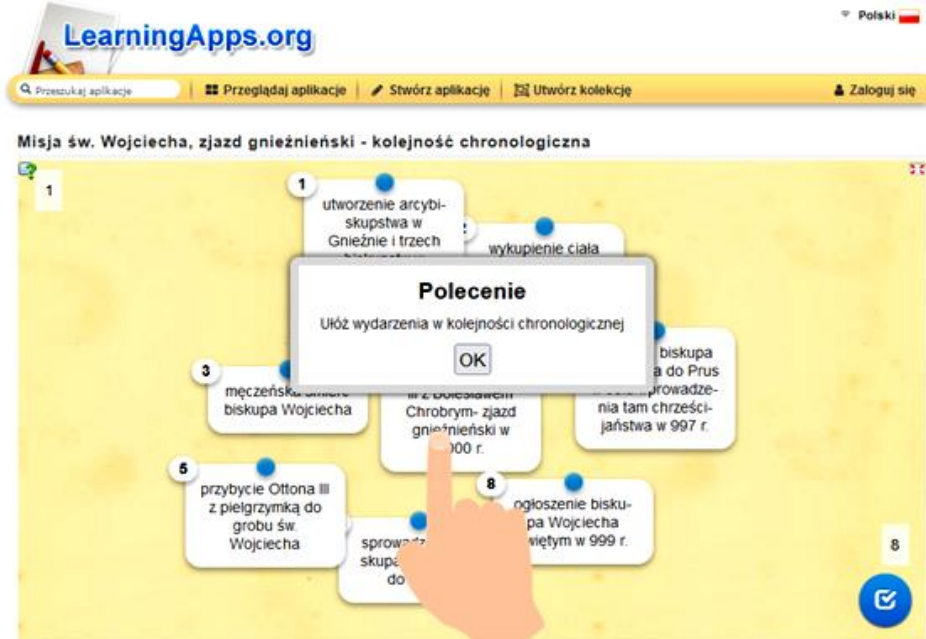 Polski
LearningApps.org
Przeszukaj aplikacje
Przeglądaj aplikacje
Stwórz aplikację
Utwórz kolekcję
Zaloguj się
Misja św. Wojciecha, zjazd gnieźnieński - kolejność chronologiczna
1
1
utworzenie arcybi-
skupstwa w
Gnieźnie i trzech
wykupienie ciała
Polecenie
Ułóż wydarzenia w kolejności chronologicznej
OK
3
męczeńska
biskupa Wojciecha
III z Bolesławem
Chrobrym- zjazd
gnieźnieński w
biskupa
do Prus
nia tam chrześci-
jaństwa w 997 r.
5
przybycie Ottona III
z pielgrzymką do
grobu św.
Wojciecha
do
8
ogłoszenie bisku-
pa Wojciecha
w 999 r.
8